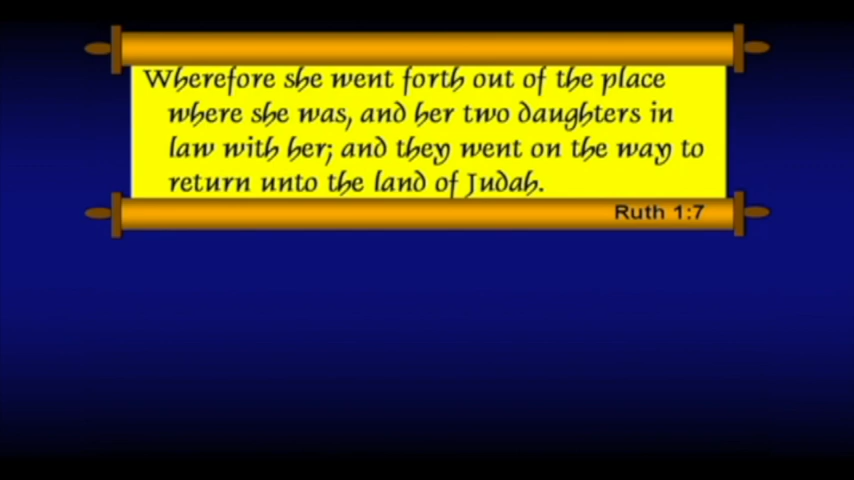 Wherefore she went forth out of the place
where she was, and her two daughters in
law with her; and they went on the way to
return unto the land of Judah.
Ruth 1:7